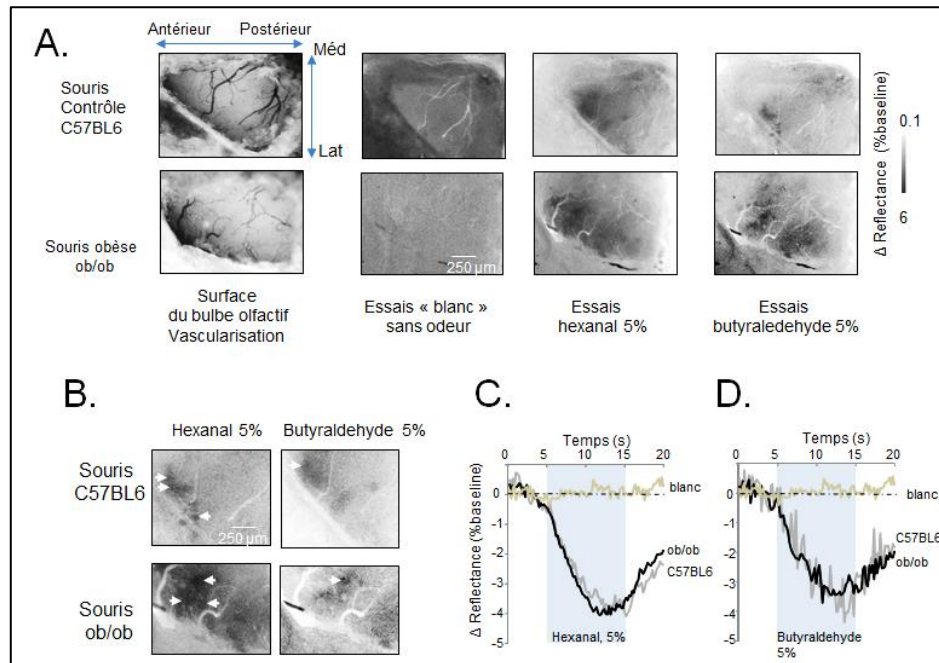 A.
Antérieur
Postérieur
Méd
Lat
Souris
Contrôle
C57BL6
Souris obèse
ob/ob
250 µm
0.1
6
Δ Reflectance (%baseline)
Surface
du bulbe olfactif
Vascularisation
Essais « blanc »
sans odeur
Essai
hexanal 5%
Essai
butyraledehyde 5%
B.
Hexanal 5%
Butyraldehyde 5%
Souris
C57BL6
250 µm
Souris
ob/ob
C.
Temps (s)
0 5 10 15 20
Δ Reflectance (%baseline)
0
-1
-2
-3
-4
-5
blanc
ob/ob
C57BL6
Hexanal, 5%
D.
Temps (s)
0 5 10 15 20
0
-1
-2
-3
-4
-5
blanc
C57BL6
ob/ob
Butyraldehyde
5%